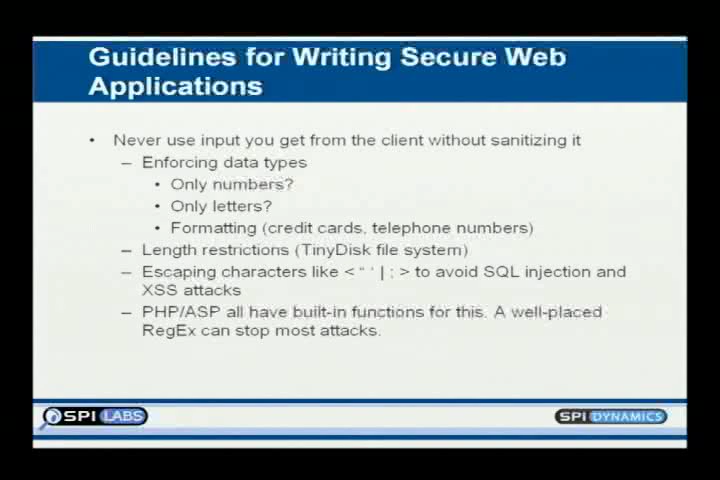 Guidelines for Writing Secure Web
Applications
• Never use input you get from the client without sanitizing it
– Enforcing data types
• Only numbers?
• Only letters?
• Formatting (credit cards, telephone numbers)
– Length restrictions (TinyDisk file system)
– Escaping characters like < " ' | ; > to avoid SQL injection and
XSS attacks
– PHP/ASP all have built-in functions for this. A well-placed
RegEx can stop most attacks.
SPI LABS
SPI DYNAMICS